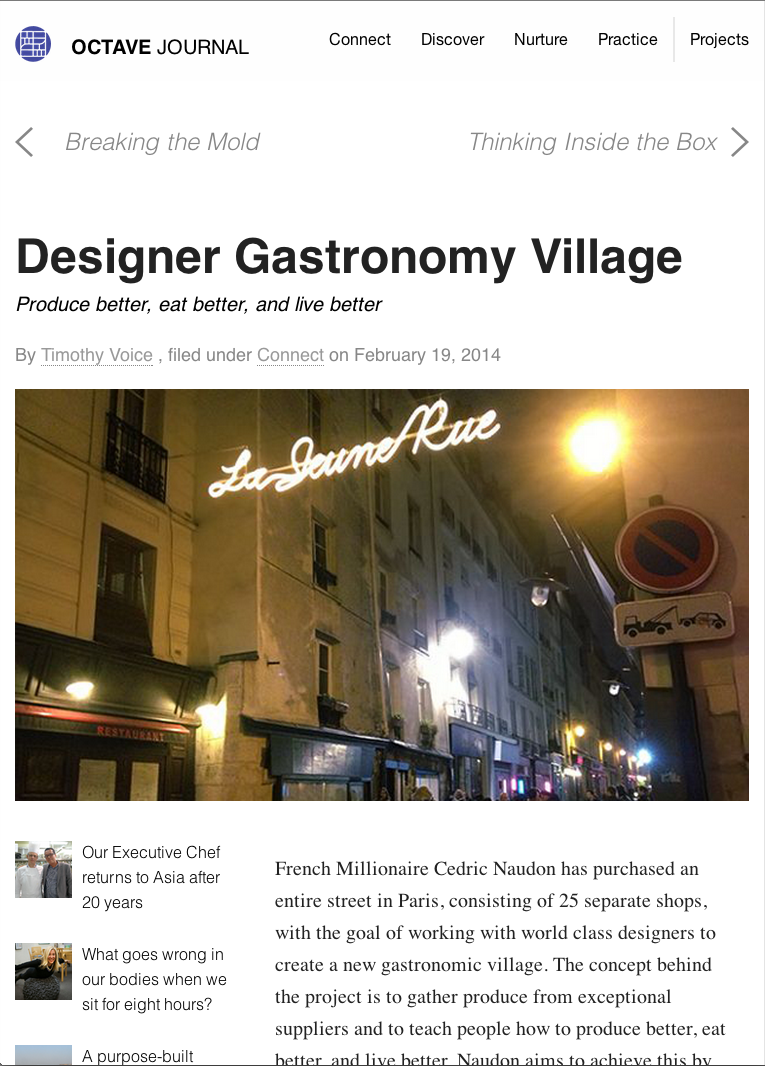 OCTAVE JOURNAL
Connect Discover Nurture Practice Projects
Breaking the Mold
Thinking Inside the Box
Designer Gastronomy Village
Produce better, eat better, and live better
By Timothy Voice , filed under Connect on February 19, 2014
La Jeune Rue
RESTAURANT
Our Executive Chef
returns to Asia after
20 years
What goes wrong in
our bodies when we
sit for eight hours?
A purpose-built
French Millionaire Cedric Naudon has purchased an
entire street in Paris, consisting of 25 separate shops,
with the goal of working with world class designers to
create a new gastronomic village. The concept behind
the project is to gather produce from exceptional
suppliers and to teach people how to produce better, eat
better, and live better. Naudon aims to achieve this by